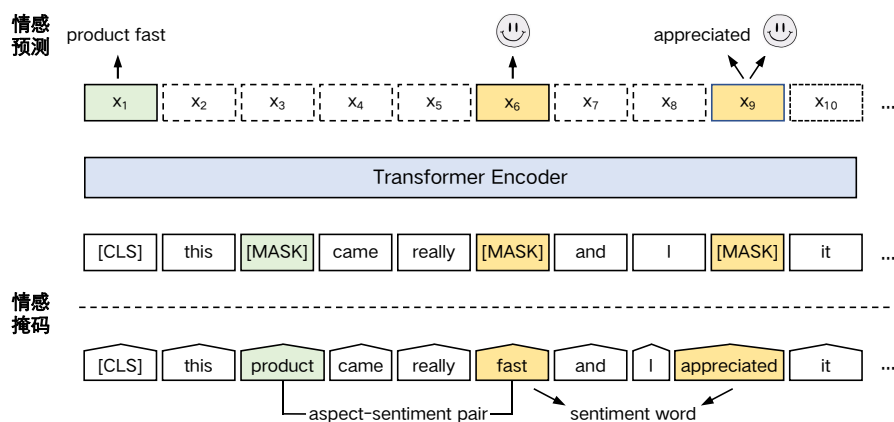 情感
预测
product fast
appreciated
x₁ x₂ x₃ x₄ x₅ x₆ x₇ x₈ x₉ x₁₀ ...
Transformer Encoder
[CLS] this [MASK] came really [MASK] and I [MASK] it ...
情感
掩码
[CLS] this product came really fast and I appreciated it ...
aspect-sentiment pair
sentiment word